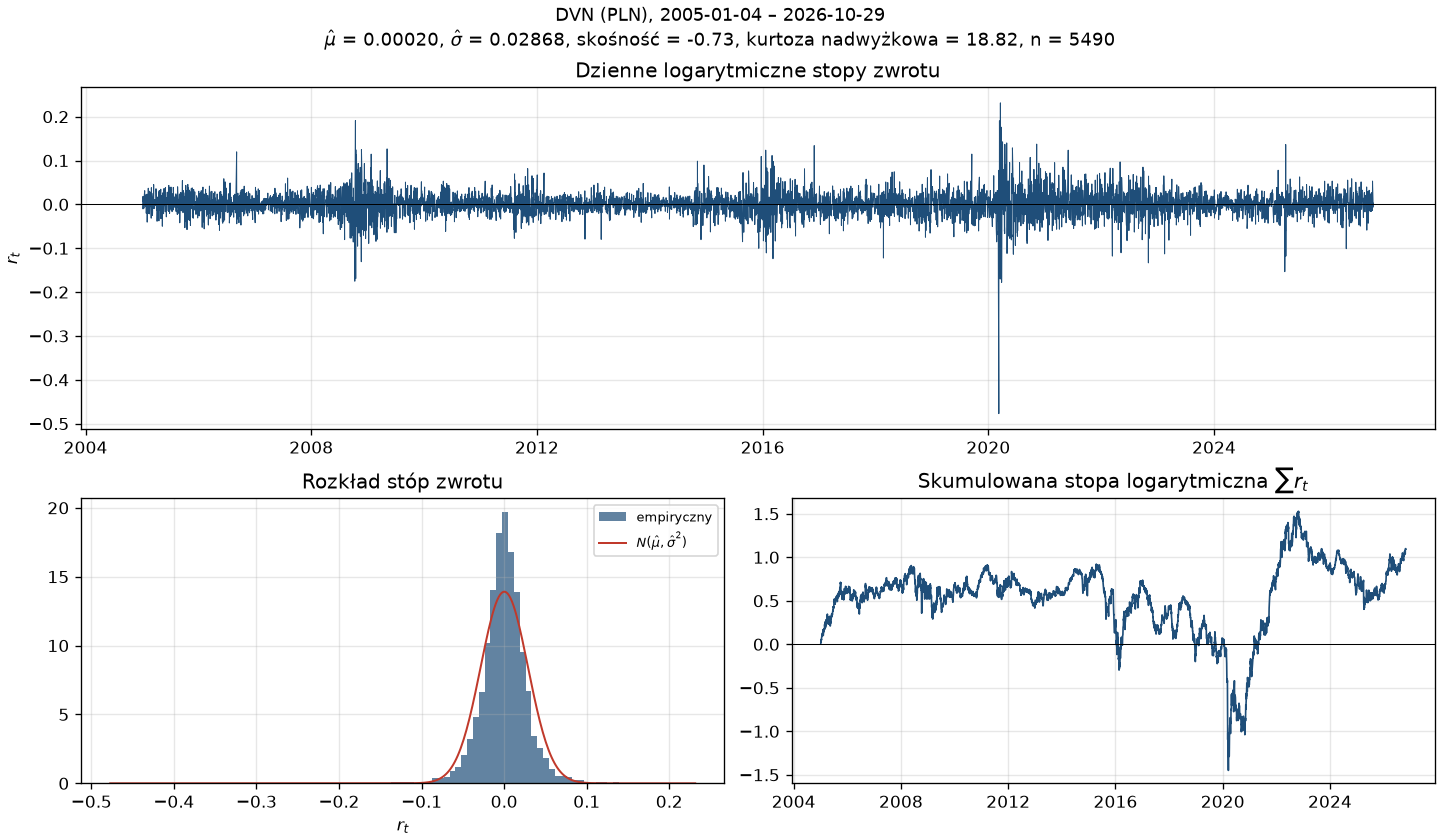 DVN (PLN), 2005-01-04 – 2026-10-29
μ̂ = 0.00020, σ̂ = 0.02868, skośność = -0.73, kurtoza nadwyżkowa = 18.82, n = 5490
Dzienne logarytmiczne stopy zwrotu
0.2
0.1
0.0
−0.1
−0.2
−0.3
−0.4
−0.5
r_t
2004 2008 2012 2016 2020 2024
Rozkład stóp zwrotu
20
15
10
5
0
empiryczny
N(μ̂, σ̂²)
−0.5 −0.4 −0.3 −0.2 −0.1 0.0 0.1 0.2
r_t
Skumulowana stopa logarytmiczna ∑r_t
1.5
1.0
0.5
0.0
−0.5
−1.0
−1.5
2004 2008 2012 2016 2020 2024